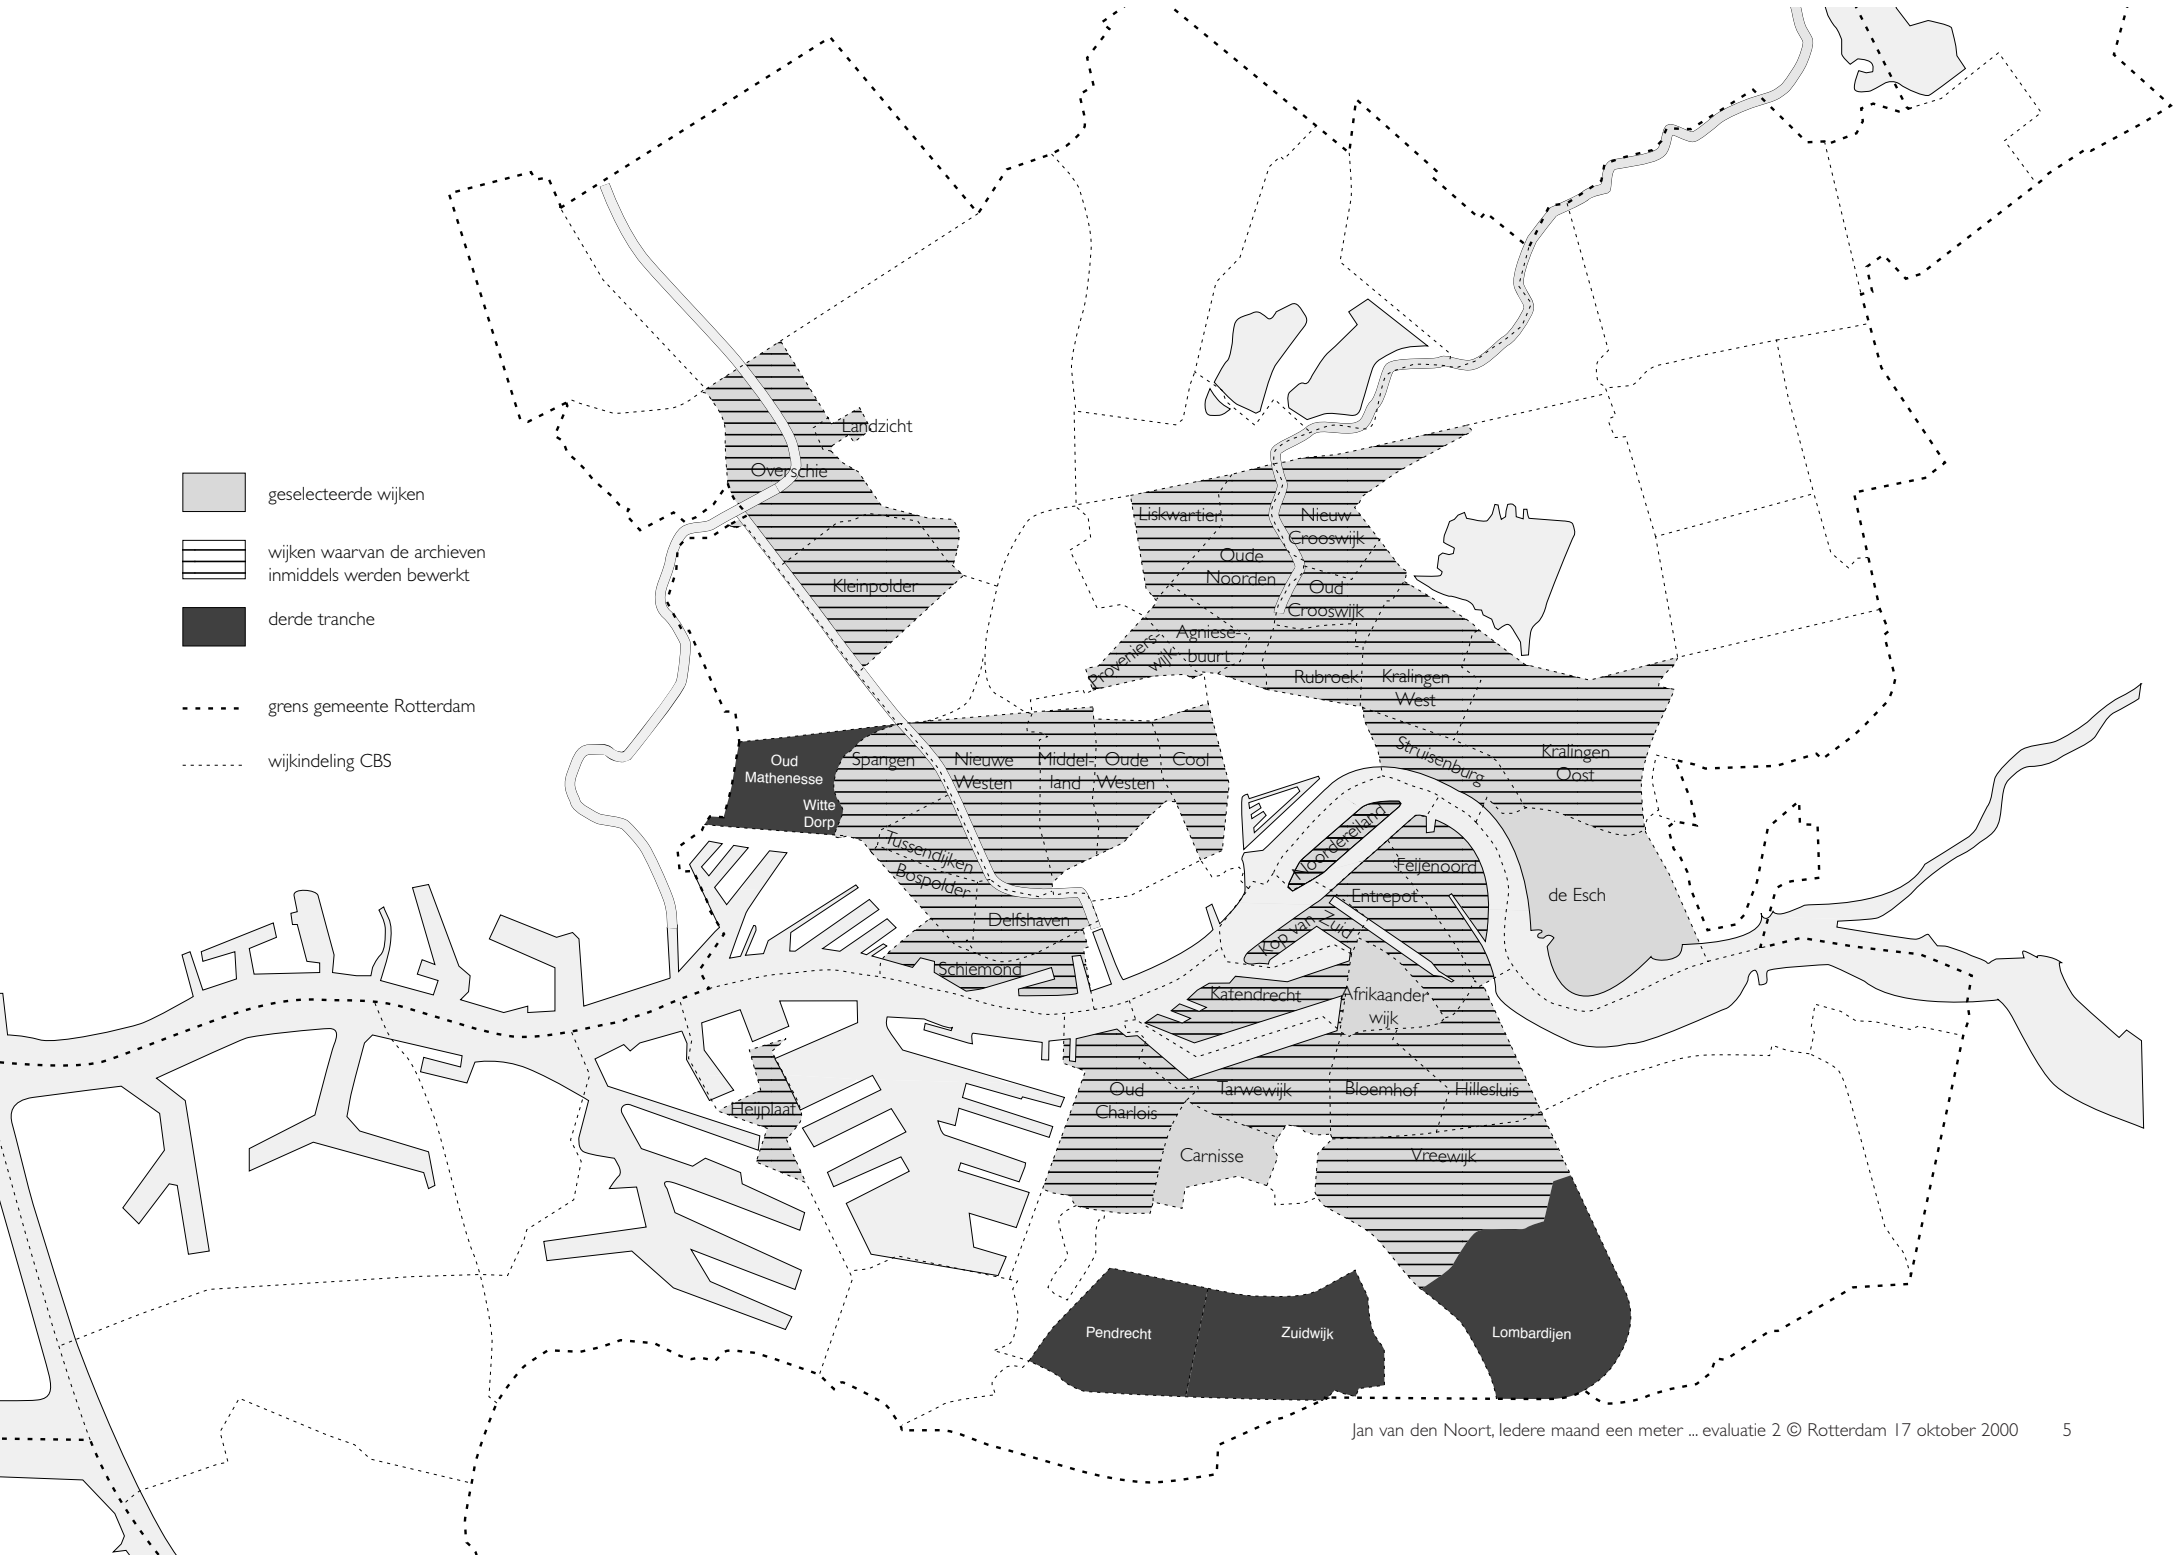 Landzicht
Overschie
geselecteerde wijken
Liskwartier
Nieuw
Crooswijk
wijken waarvan de archieven
inmiddels werden bewerkt
Oude
Noorden
Kleinpolder
Oud
Crooswijk
derde tranche
Agniese-
buurt
Proveniers-
wijk
Rubroek
Kralingen
West
grens gemeente Rotterdam
wijkindeling CBS
Oud
Mathenesse
Witte
Dorp
Spangen
Nieuwe
Westen
Middel-
land
Oude
Westen
Cool
Struisenburg
Kralingen
Oost
Tussendijken
Bospolder
Noordereiland
Feijenoord
Entrepot
de Esch
Delfshaven
Kop van Zuid
Schiemond
Katendrecht
Afrikaander
wijk
Heijplaat
Oud
Charlois
Tarwewijk
Bloemhof
Hillesluis
Carnisse
Vreewijk
Pendrecht
Zuidwijk
Lombardijen
Jan van den Noort, Iedere maand een meter ... evaluatie 2 © Rotterdam 17 oktober 2000 5